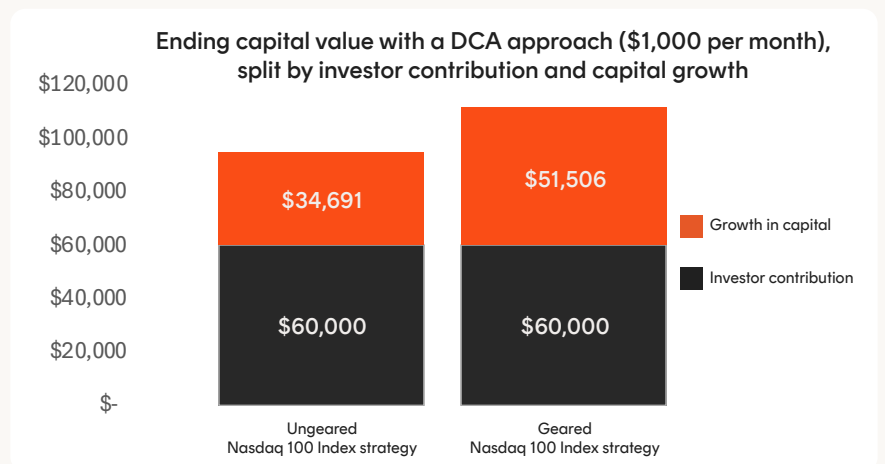 Ending capital value with a DCA approach ($1,000 per month),
split by investor contribution and capital growth
$120,000
$100,000
$80,000
$60,000
$40,000
$20,000
$-
$34,691
$60,000
$51,506
$60,000
Growth in capital
Investor contribution
Ungeared
Nasdaq 100 Index strategy
Geared
Nasdaq 100 Index strategy